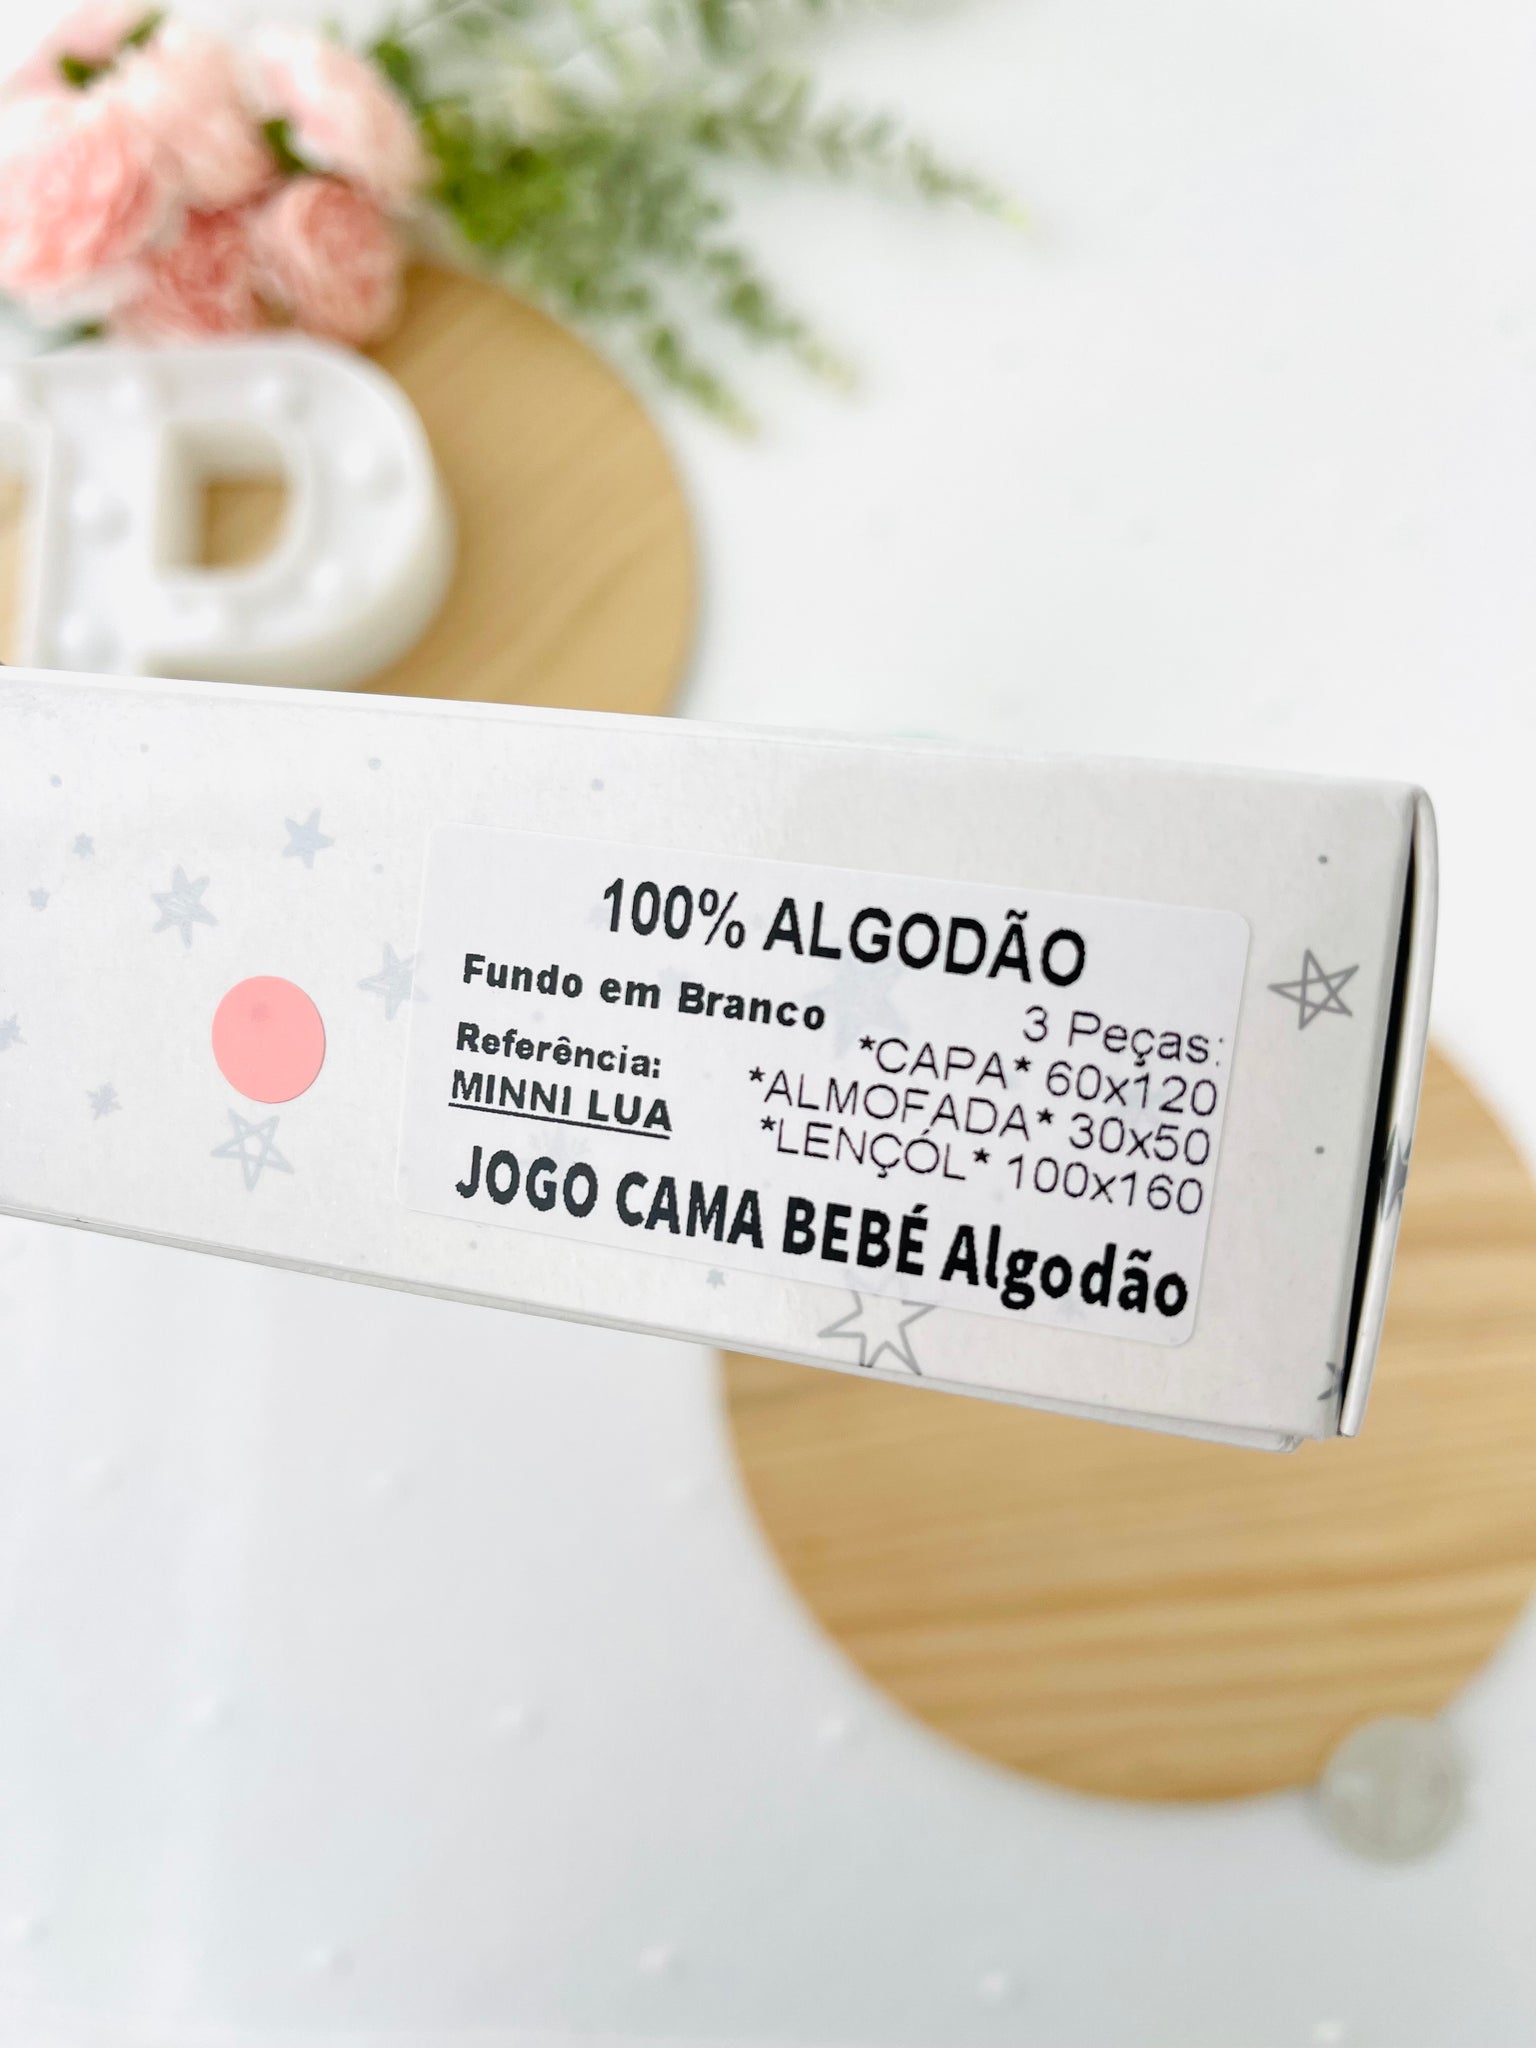 100% ALGODÃO
Fundo em Branco
Referência:
MINNI LUA
3 Peças:
*CAPA* 60x120
*ALMOFADA* 30x50
*LENÇÓL* 100x160
JOGO CAMA BEBÉ Algodão